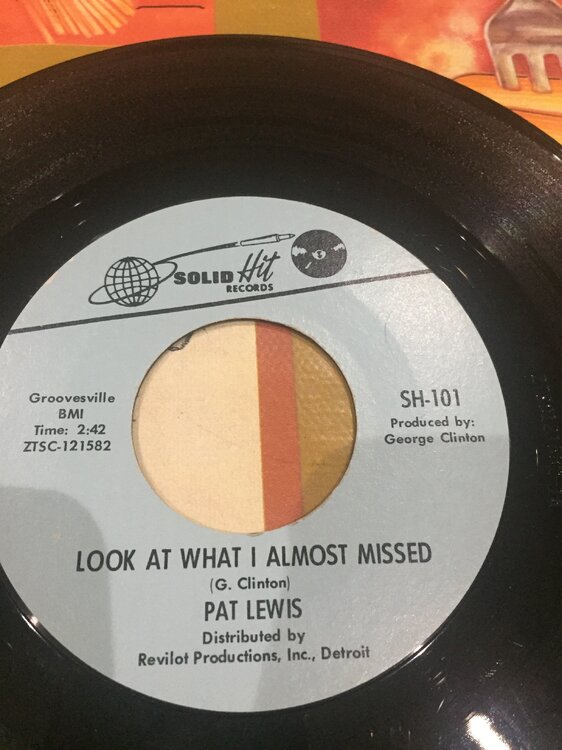 SOLID Hit
RECORDS
Groovesville
BMI
Time: 2:42
ZTSC-121582
SH-101
Produced by:
George Clinton
LOOK AT WHAT I ALMOST MISSED
(G. Clinton)
PAT LEWIS
Distributed by
Revilot Productions, Inc., Detroit